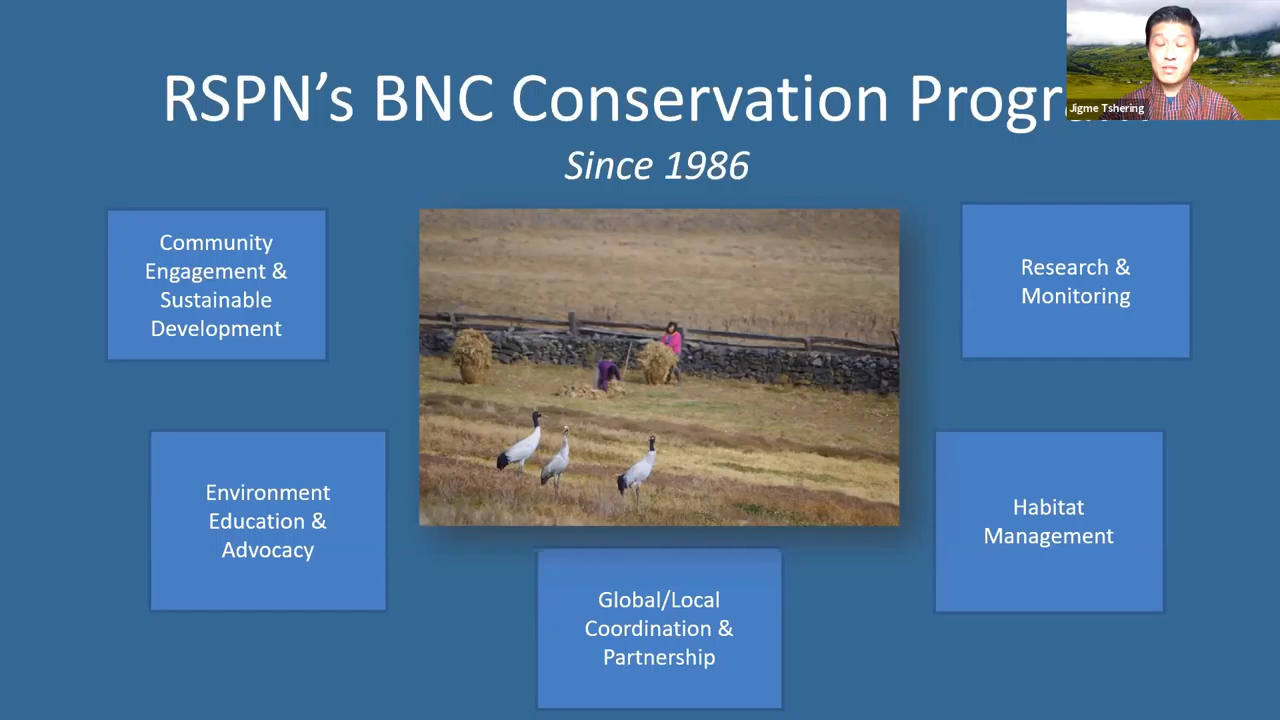 RSPN's BNC Conservation
Since 1986
Jigme Tshering
Community
Engagement &
Sustainable
Development
Research &
Monitoring
Environment
Education &
Advocacy
Habitat
Management
Global/Local
Coordination &
Partnership